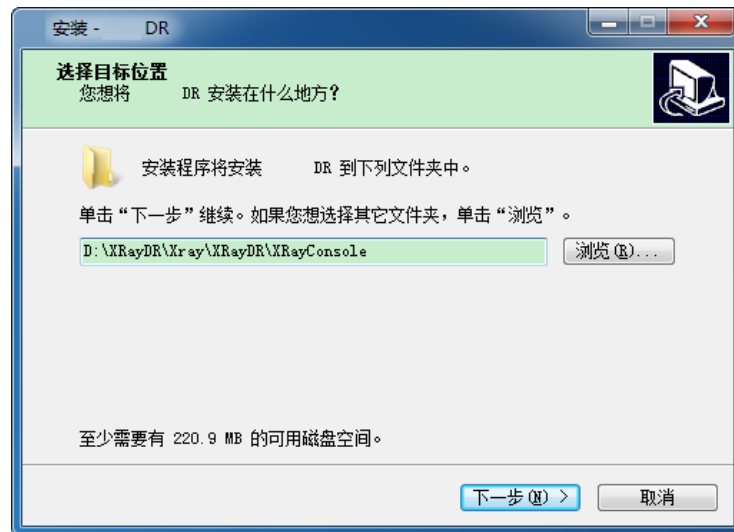 安装 - DR
选择目标位置
您想将 DR 安装在什么地方?
安装程序将安装 DR 到下列文件夹中。
单击“下一步”继续。如果您想选择其它文件夹,单击“浏览”。
D:\XRayDR\Xray\XRayDR\XRayConsole
浏览(R)...
至少需要有 220.9 MB 的可用磁盘空间。
下一步(N) >
取消